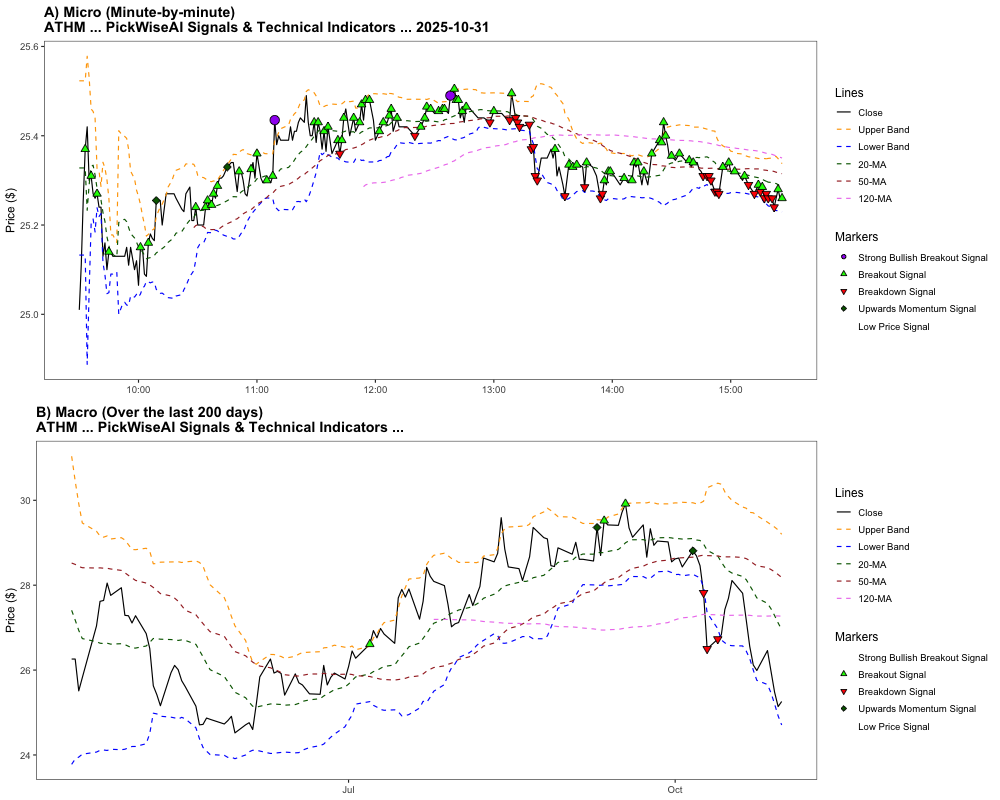 A) Micro (Minute-by-minute)
ATHM ... PickWiseAI Signals & Technical Indicators ... 2025-10-31
25.6
25.4
25.2
25.0
Price ($)
10:00
11:00
12:00
13:00
14:00
15:00
Lines
Close
Upper Band
Lower Band
20-MA
50-MA
120-MA
Markers
Strong Bullish Breakout Signal
Breakout Signal
Breakdown Signal
Upwards Momentum Signal
Low Price Signal
B) Macro (Over the last 200 days)
ATHM ... PickWiseAI Signals & Technical Indicators ...
30
28
26
24
Price ($)
Jul
Oct
Lines
Close
Upper Band
Lower Band
20-MA
50-MA
120-MA
Markers
Strong Bullish Breakout Signal
Breakout Signal
Breakdown Signal
Upwards Momentum Signal
Low Price Signal